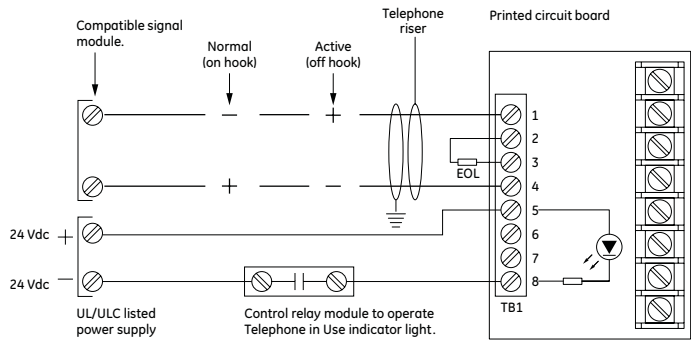 Compatible signal
module.
Normal
(on hook)
Active
(off hook)
Telephone
riser
Printed circuit board
− +
+ −
1
2
3
EOL
4
5
6
7
8
TB1
24 Vdc +
24 Vdc −
UL/ULC listed
power supply
Control relay module to operate
Telephone in Use indicator light.